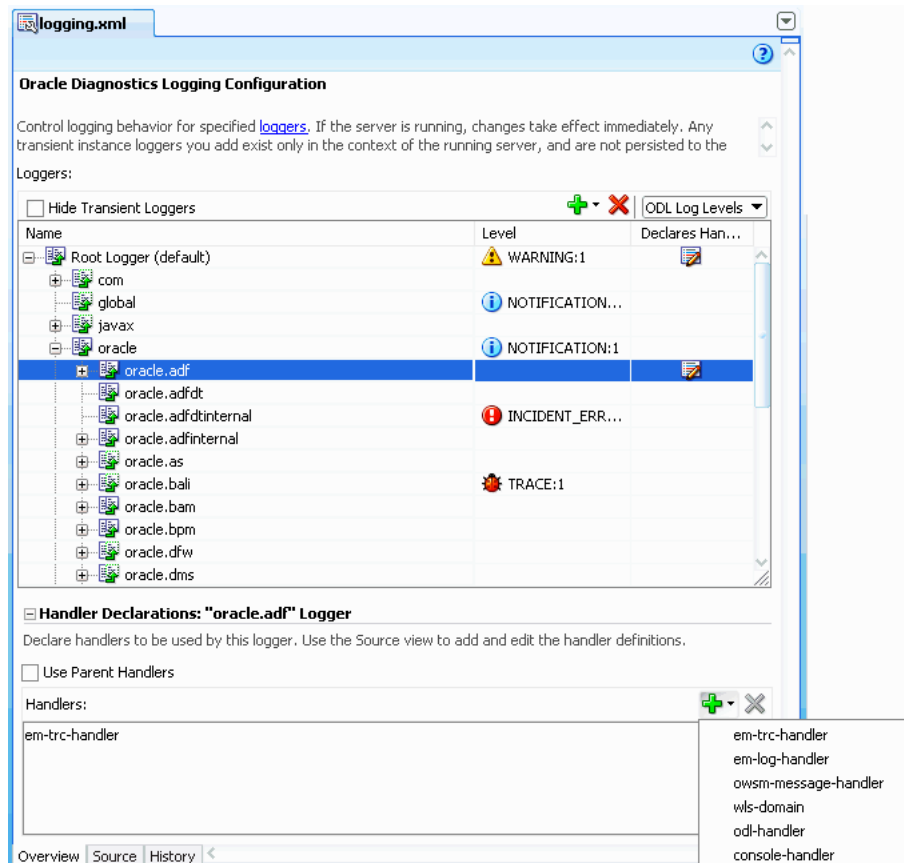 logging.xml
Oracle Diagnostics Logging Configuration
Control logging behavior for specified loggers. If the server is running, changes take effect immediately. Any
transient instance loggers you add exist only in the context of the running server, and are not persisted to the
Loggers:
Hide Transient Loggers
ODL Log Levels
Name Level Declares Han...
Root Logger (default) WARNING:1
com
global NOTIFICATION...
javax
oracle NOTIFICATION:1
oracle.adf
oracle.adfdt
oracle.adfdtinternal INCIDENT_ERR...
oracle.adfinternal
oracle.as
oracle.bali TRACE:1
oracle.bam
oracle.bpm
oracle.dfw
oracle.dms
Handler Declarations: "oracle.adf" Logger
Declare handlers to be used by this logger. Use the Source view to add and edit the handler definitions.
Use Parent Handlers
Handlers:
em-trc-handler
em-trc-handler
em-log-handler
owsm-message-handler
wls-domain
odl-handler
console-handler
Overview Source History